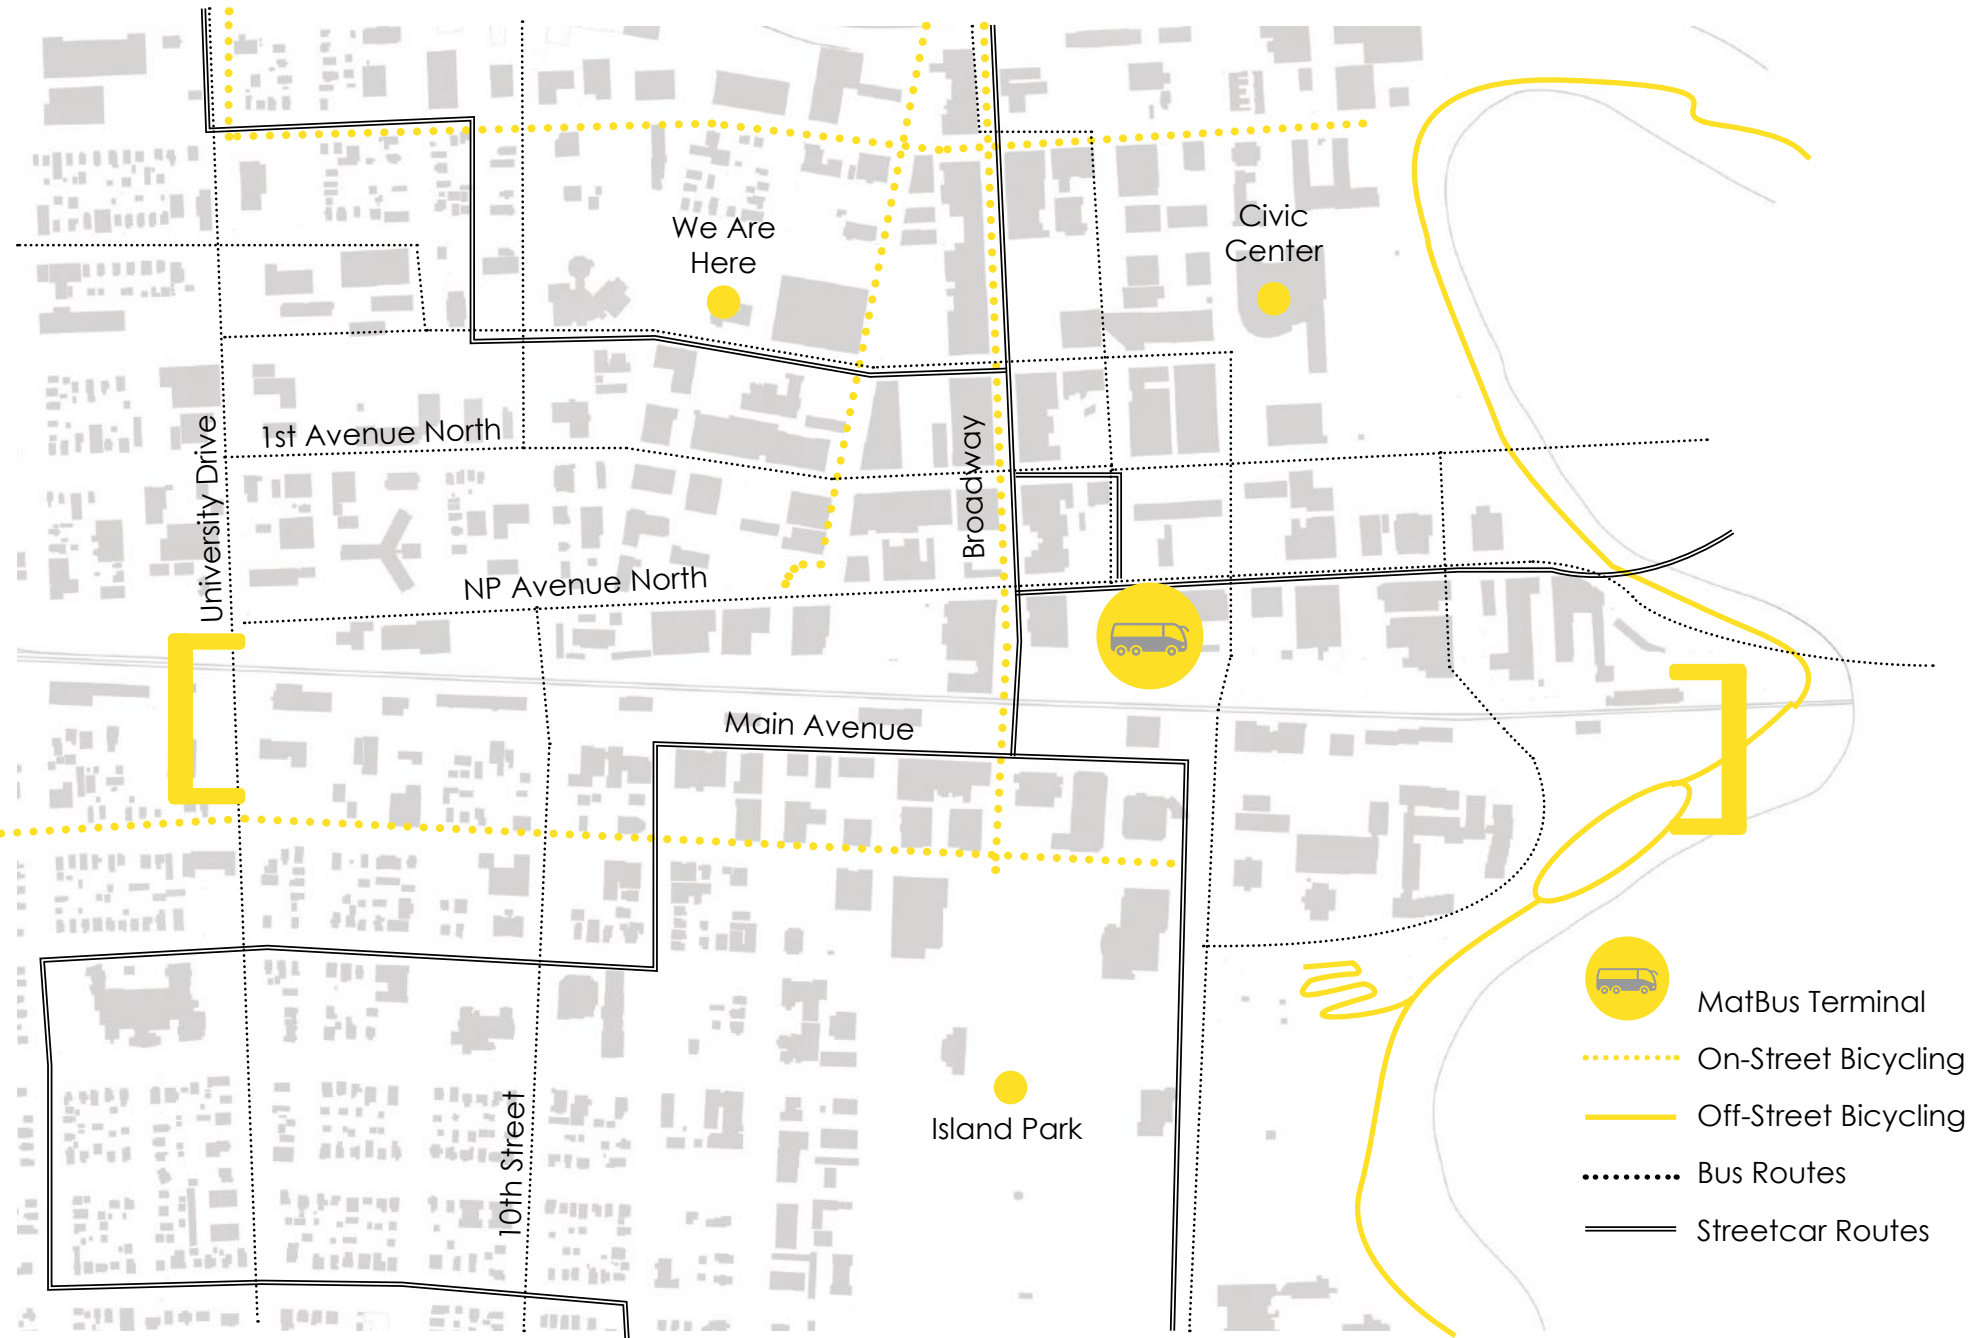 We Are
Here
Civic
Center
1st Avenue North
University Drive
Broadway
NP Avenue North
Main Avenue
10th Street
Island Park
MatBus Terminal
On-Street Bicycling
Off-Street Bicycling
Bus Routes
Streetcar Routes